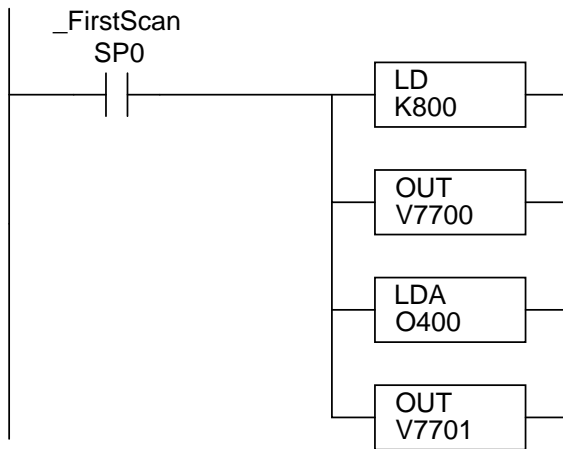 _FirstScan
SP0
LD
K800
OUT
V7700
LDA
O400
OUT
V7701